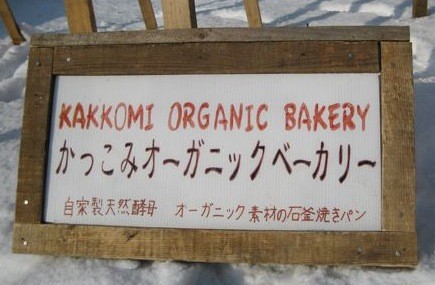 KAKKOMI ORGANIC BAKERY
かっこみオーガニックベーカリー
自家製天然酵母 オーガニック素材の石釜焼きパン